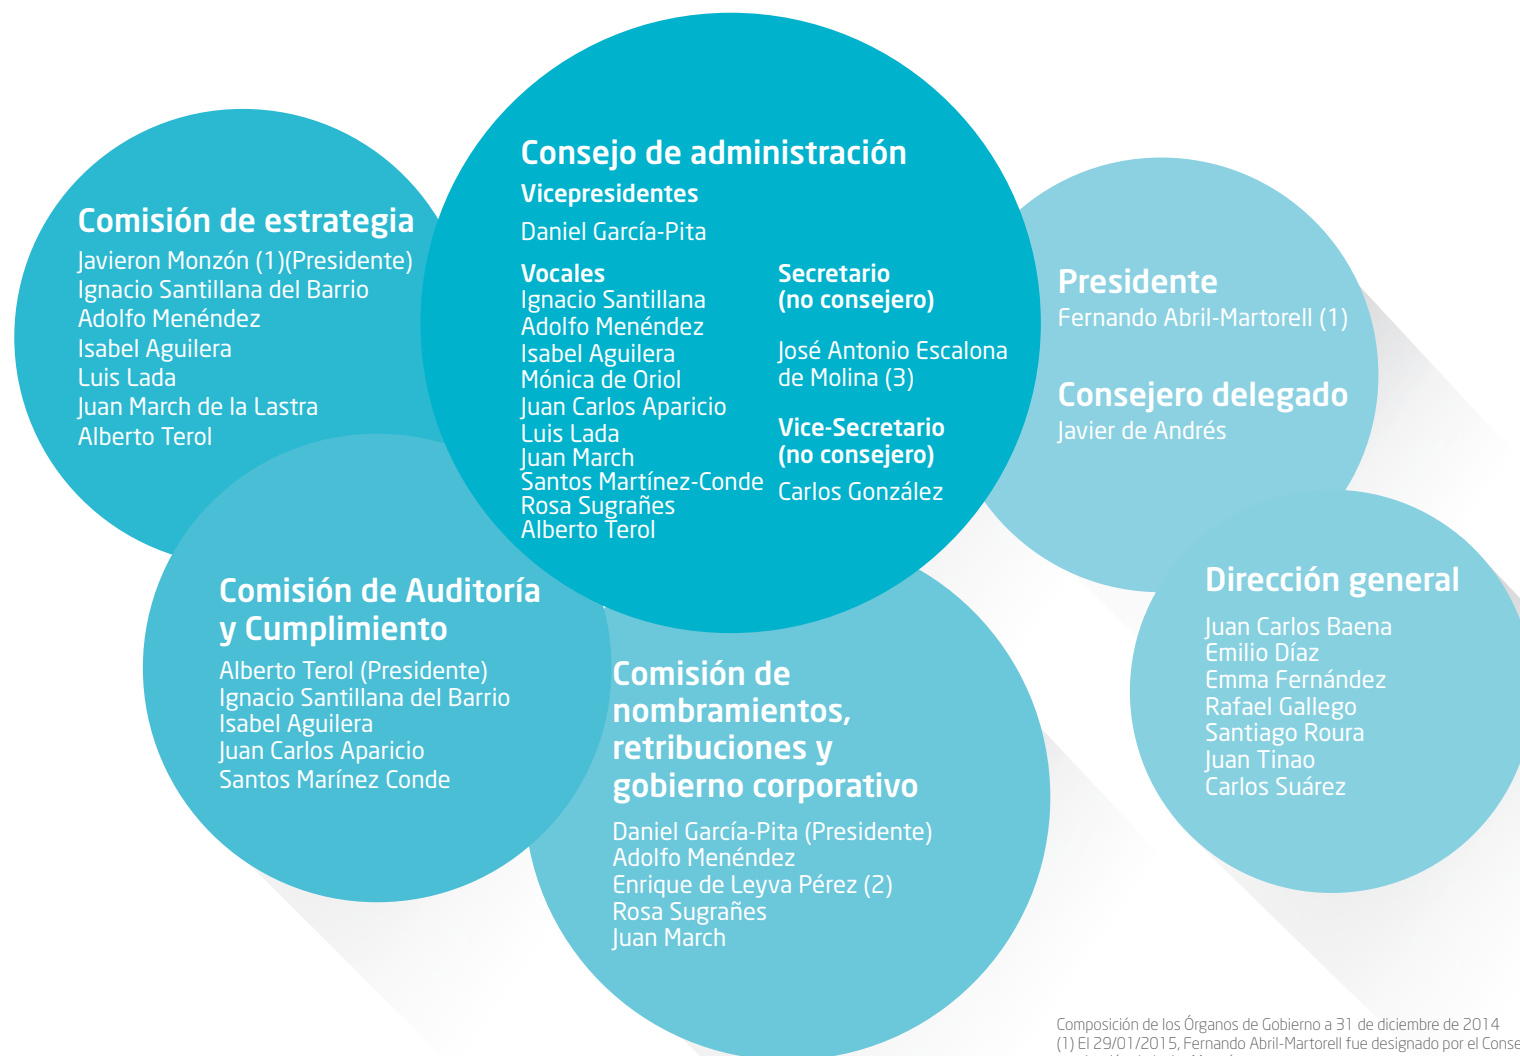 Comisión de estrategia
Javieron Monzón (1)(Presidente)
Ignacio Santillana del Barrio
Adolfo Menéndez
Isabel Aguilera
Luis Lada
Juan March de la Lastra
Alberto Terol
Consejo de administración
Vicepresidentes
Daniel García-Pita
Vocales
Ignacio Santillana
Adolfo Menéndez
Isabel Aguilera
Mónica de Oriol
Juan Carlos Aparicio
Luis Lada
Juan March
Santos Martínez-Conde
Rosa Sugrañes
Alberto Terol
Secretario
(no consejero)
José Antonio Escalona
de Molina (3)
Vice-Secretario
(no consejero)
Carlos González
Presidente
Fernando Abril-Martorell (1)
Consejero delegado
Javier de Andrés
Comisión de Auditoría
y Cumplimiento
Alberto Terol (Presidente)
Ignacio Santillana del Barrio
Isabel Aguilera
Juan Carlos Aparicio
Santos Marínez Conde
Comisión de
nombramientos,
retribuciones y
gobierno corporativo
Daniel García-Pita (Presidente)
Adolfo Menéndez
Enrique de Leyva Pérez (2)
Rosa Sugrañes
Juan March
Dirección general
Juan Carlos Baena
Emilio Díaz
Emma Fernández
Rafael Gallego
Santiago Roura
Juan Tinao
Carlos Suárez
Composición de los Órganos de Gobierno a 31 de diciembre de 2014
(1) El 29/01/2015, Fernando Abril-Martorell fue designado por el Conse